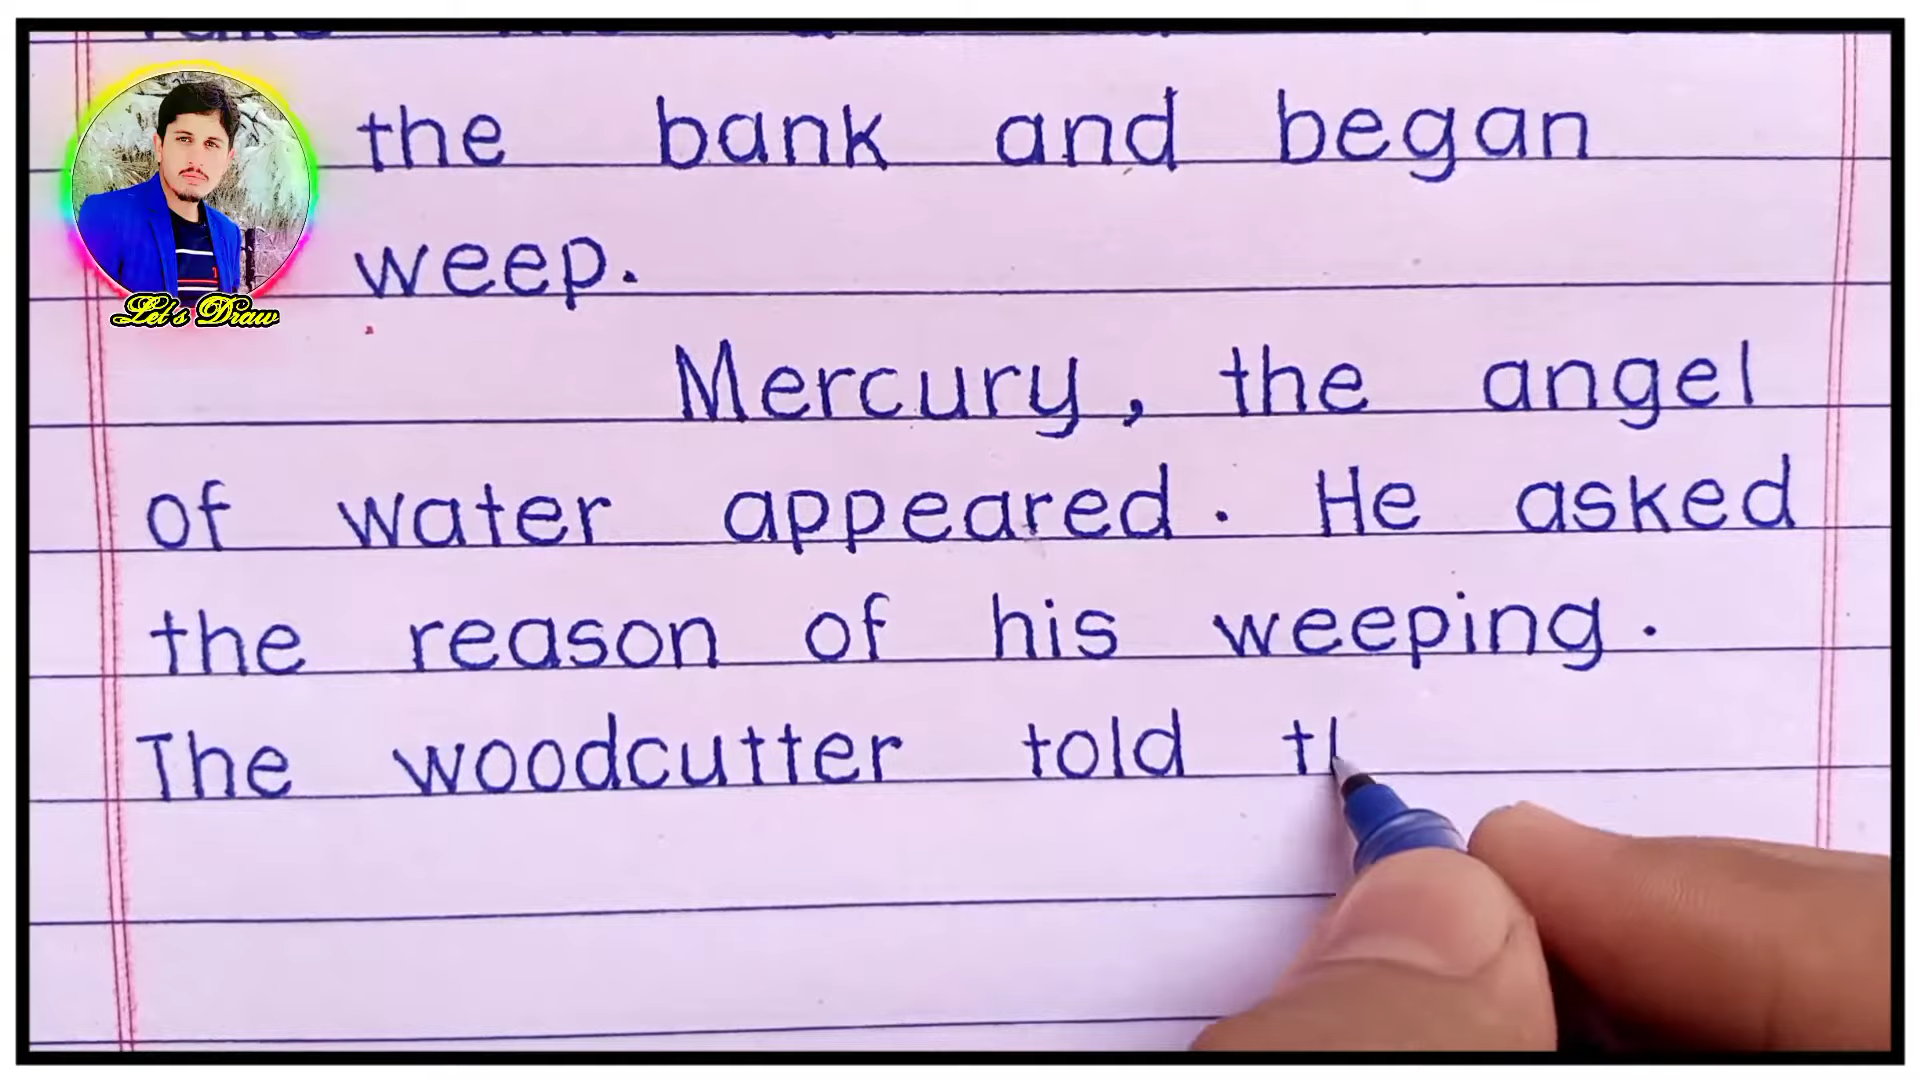 the bank and began
weep.
Mercury, the angel
of water appeared. He asked
the reason of his weeping.
The woodcutter told th
Let's Draw